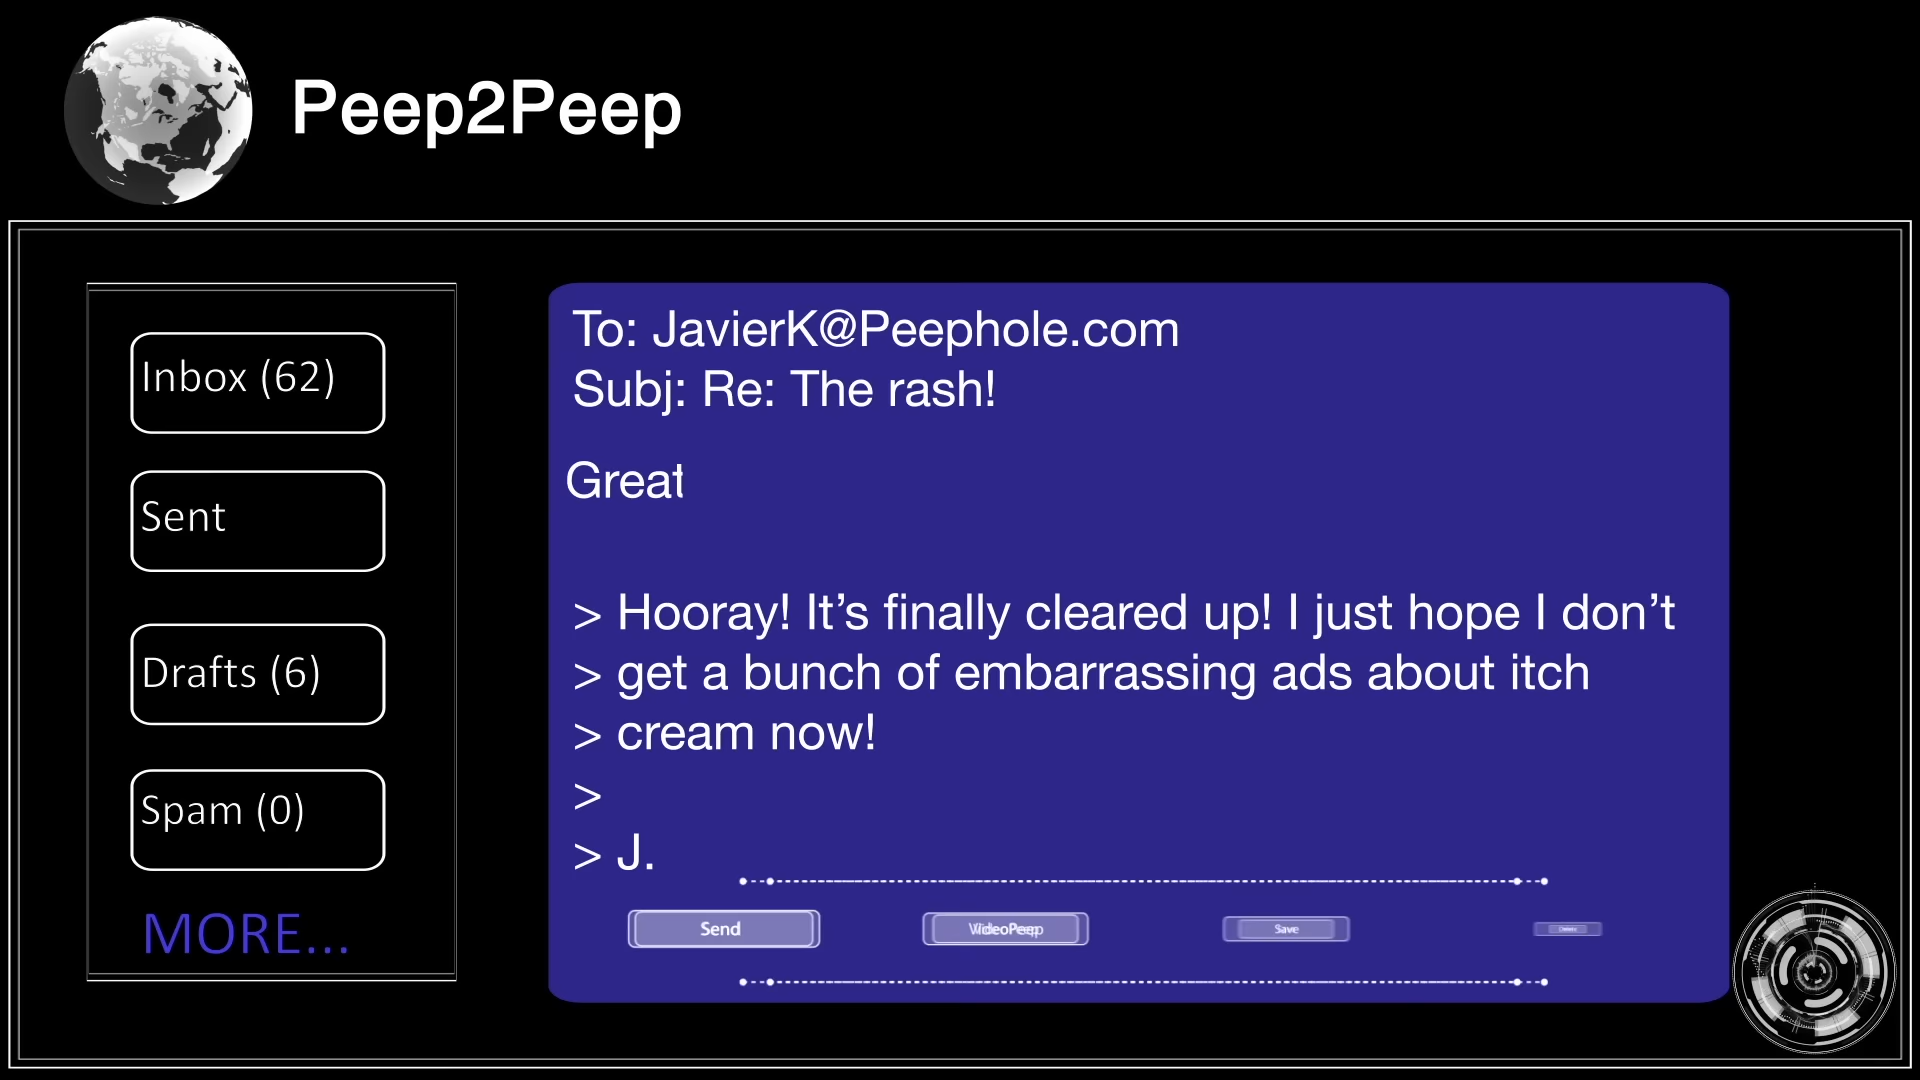 Peep2Peep
Inbox (62)
Sent
Drafts (6)
Spam (0)
MORE...
To: JavierK@Peephole.com
Subj: Re: The rash!
Great
> Hooray! It’s finally cleared up! I just hope I don’t
> get a bunch of embarrassing ads about itch
> cream now!
>
> J.
Send
VideoPeep
Save
Delete